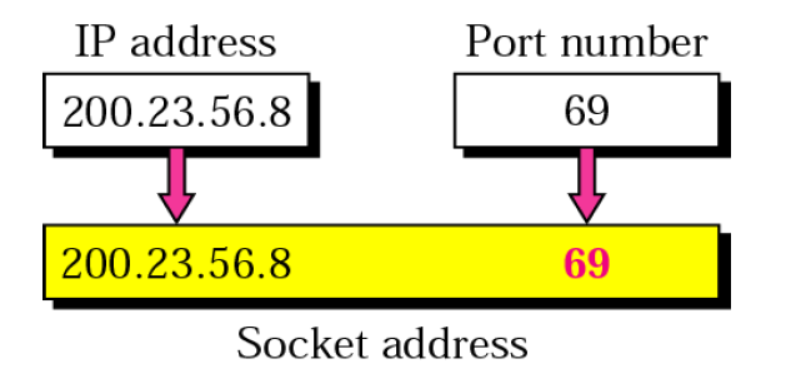 IP address Port number
200.23.56.8 69
200.23.56.8 69
Socket address